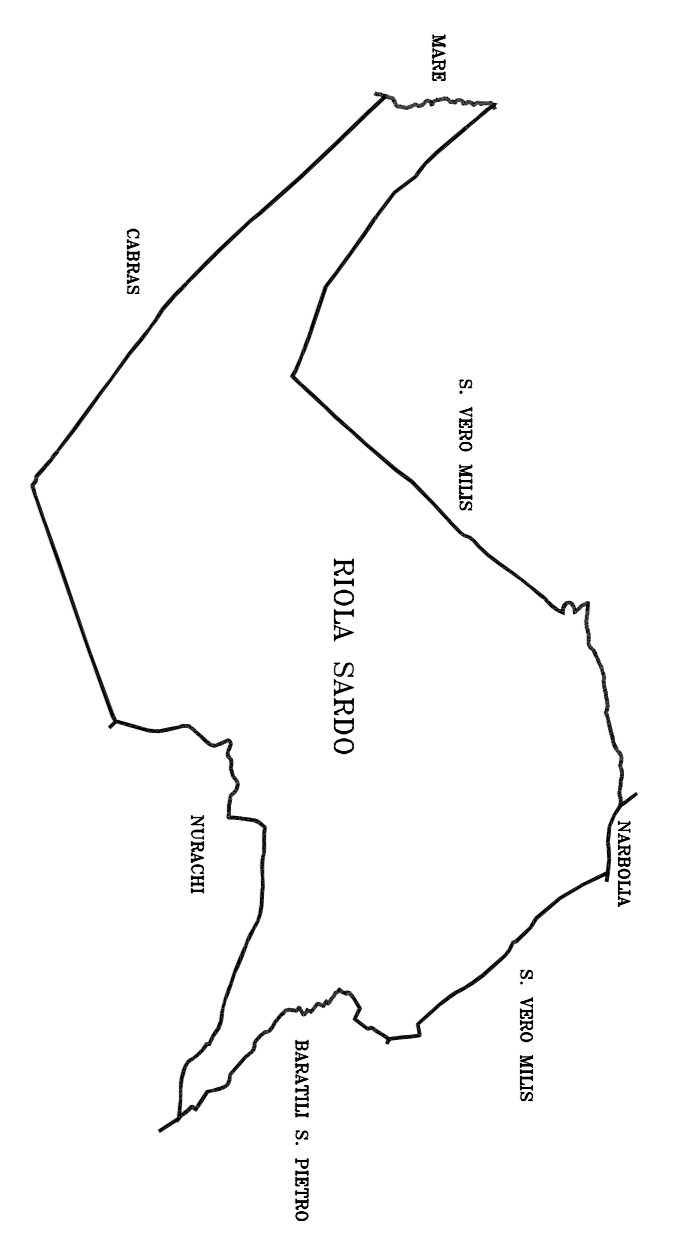 MARE
CABRAS
S. VERO MILIS
RIOLA SARDO
NARBOLIA
NURACHI
S. VERO MILIS
BARATILI S. PIETRO